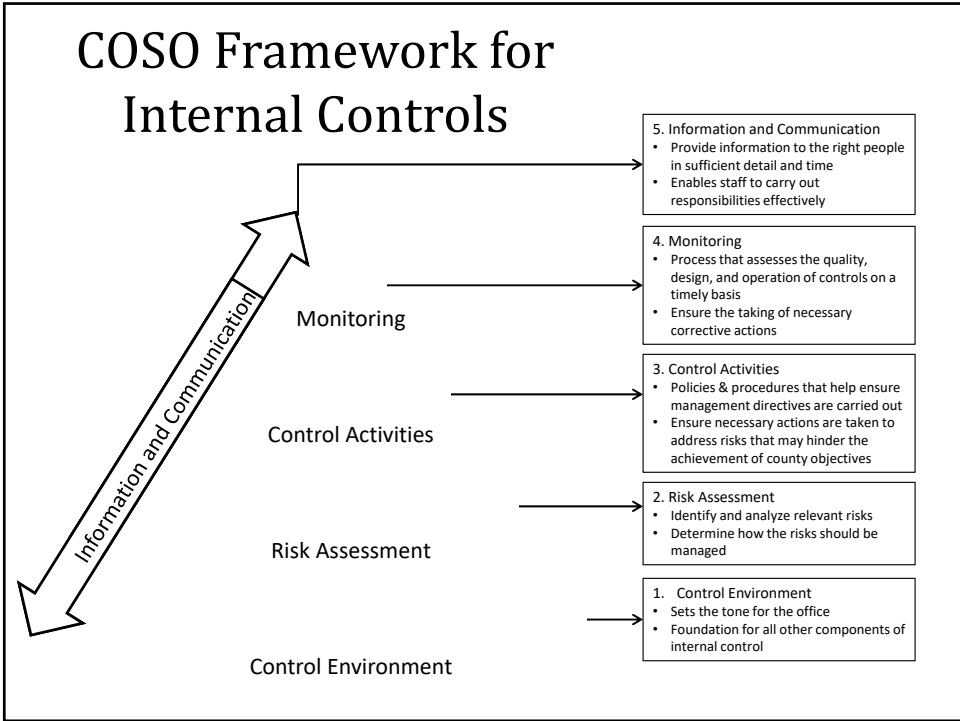 COSO Framework for
Internal Controls
5. Information and Communication
• Provide information to the right people
in sufficient detail and time
• Enables staff to carry out
responsibilities effectively
4. Monitoring
• Process that assesses the quality,
design, and operation of controls on a
timely basis
• Ensure the taking of necessary
corrective actions
3. Control Activities
• Policies & procedures that help ensure
management directives are carried out
• Ensure necessary actions are taken to
address risks that may hinder the
achievement of county objectives
2. Risk Assessment
• Identify and analyze relevant risks
• Determine how the risks should be
managed
1. Control Environment
• Sets the tone for the office
• Foundation for all other components of
internal control
Information and Communication
Monitoring
Control Activities
Risk Assessment
Control Environment